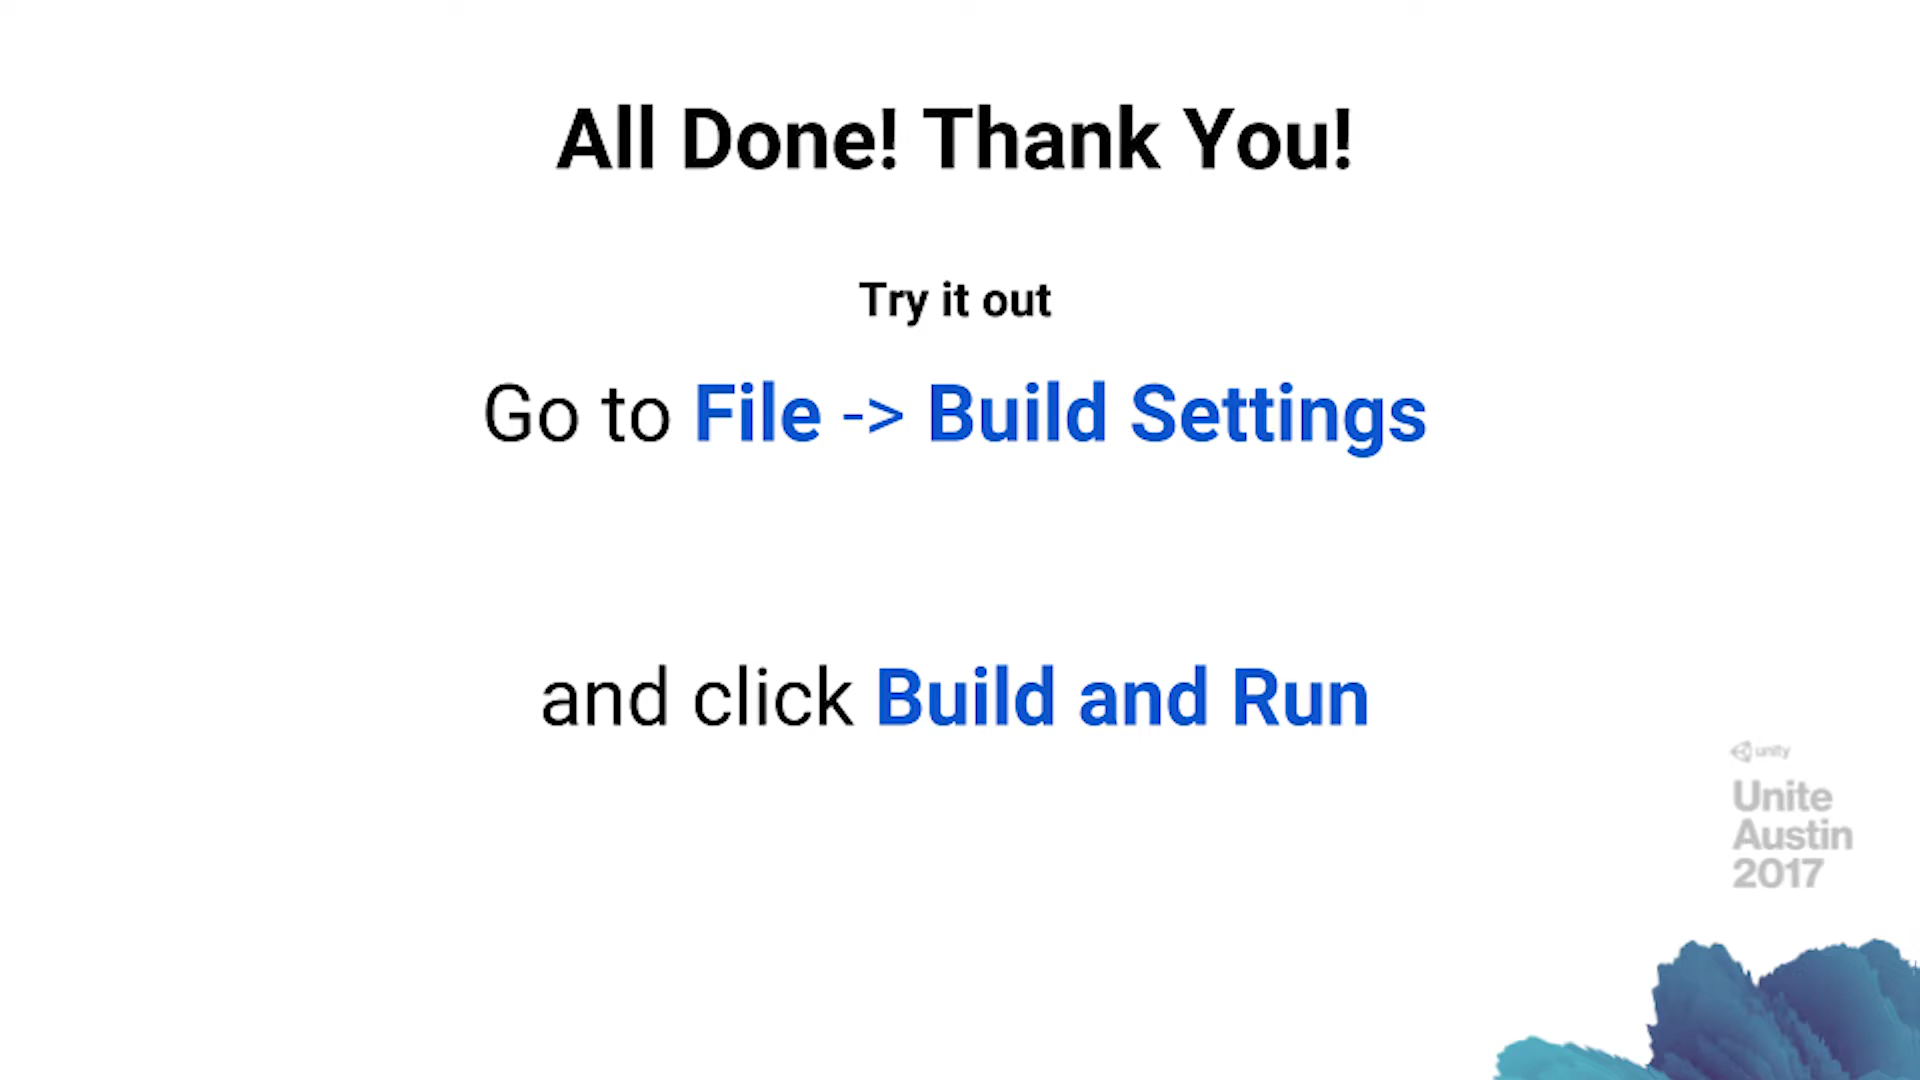 All Done! Thank You!
Try it out
Go to File -> Build Settings
and click Build and Run
unity
Unite
Austin
2017